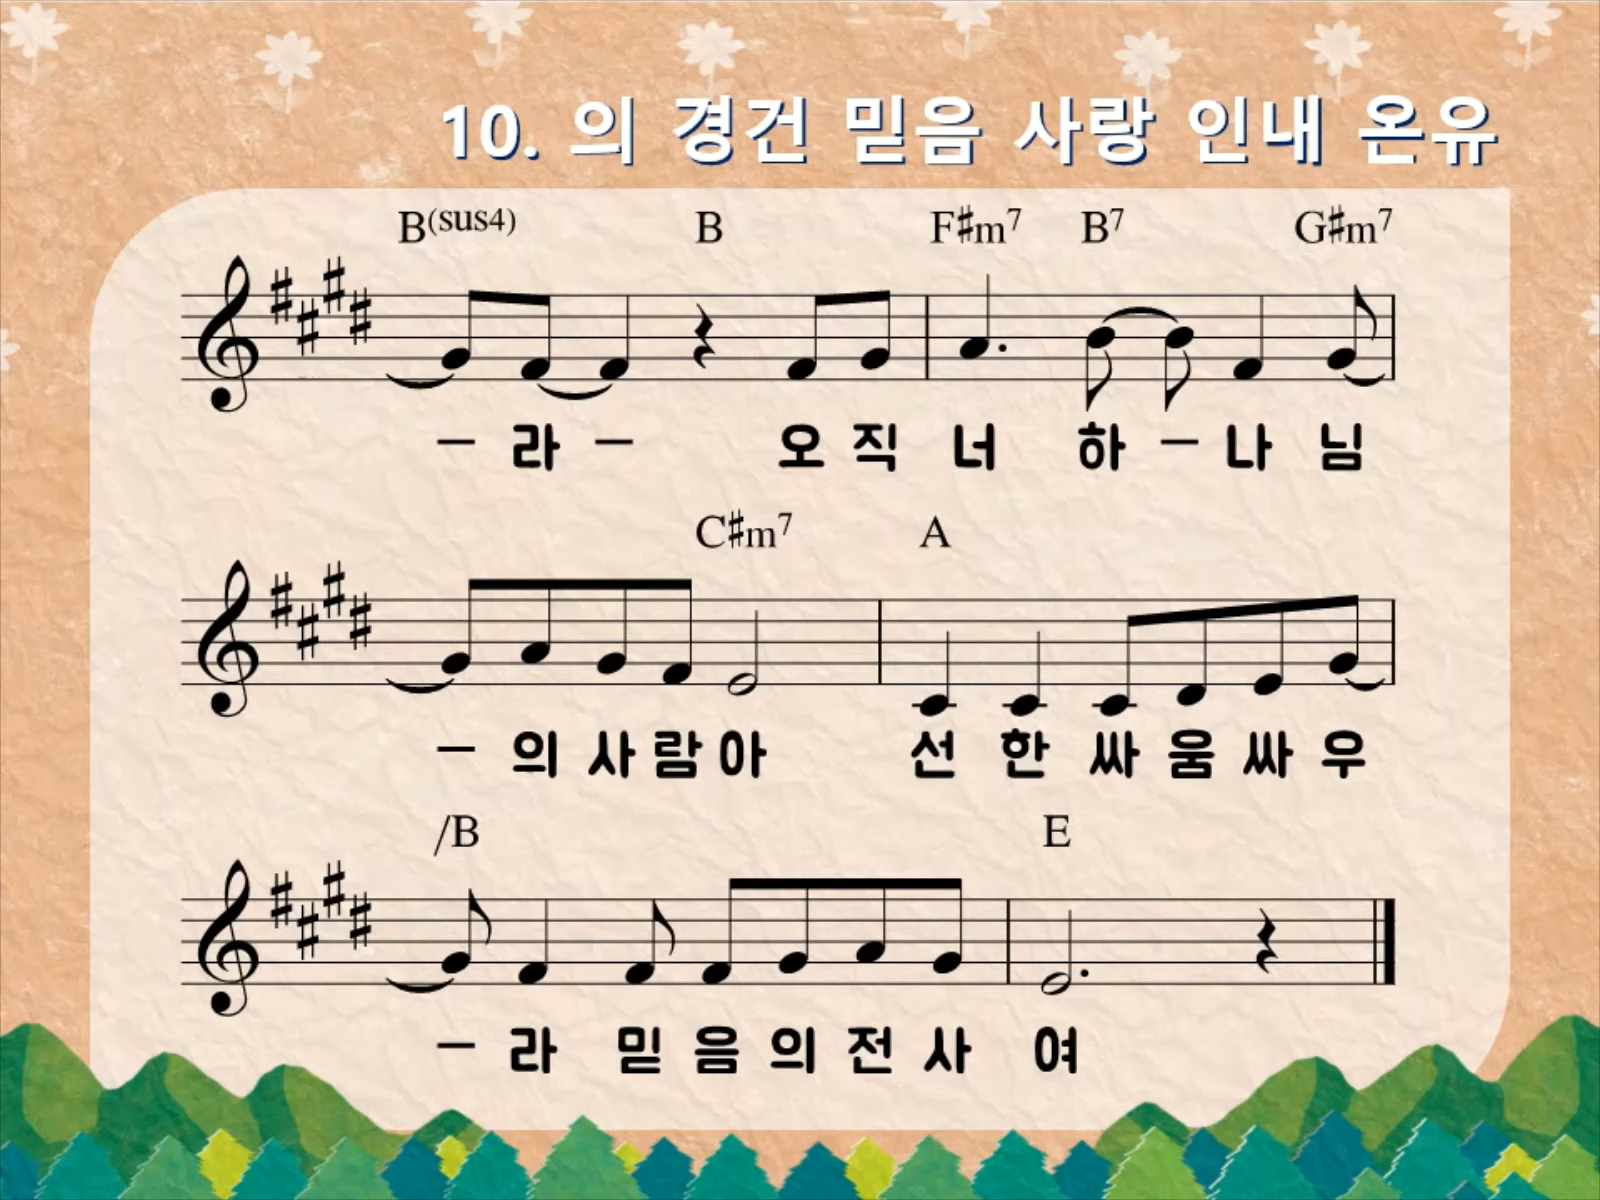 10. 의 경건 믿음 사랑 인내 온유
B(sus4) B F#m7 B7 G#m7
– 라 – 오 직 너 하 – 나 님
C#m7 A
– 의 사 람 아 선 한 싸 움 싸 우
/B E
– 라 믿 음 의 전 사 여